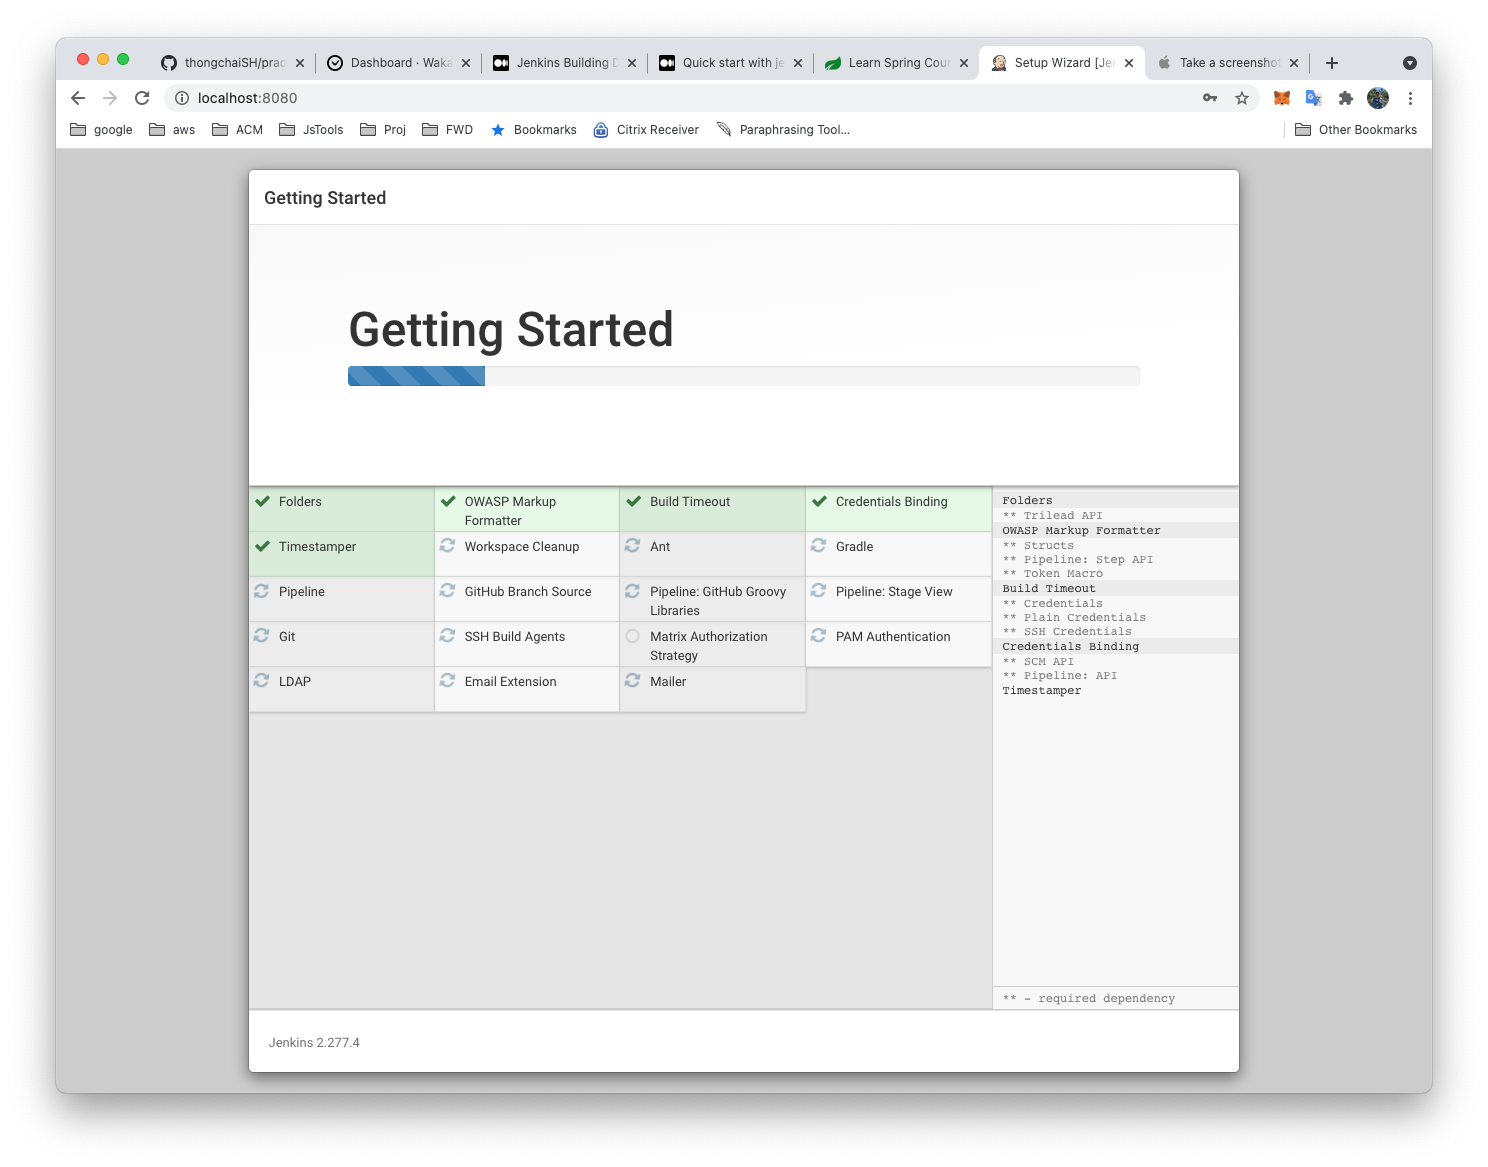 thongchaiSH/prac
Dashboard · Waka
Jenkins Building D
Quick start with je
Learn Spring Cour
Setup Wizard [Jen
Take a screenshot
localhost:8080
google
aws
ACM
JsTools
Proj
FWD
Bookmarks
Citrix Receiver
Paraphrasing Tool...
Other Bookmarks
Getting Started
Getting Started
Folders
OWASP Markup
Formatter
Build Timeout
Credentials Binding
Timestamper
Workspace Cleanup
Ant
Gradle
Pipeline
GitHub Branch Source
Pipeline: GitHub Groovy
Libraries
Pipeline: Stage View
Git
SSH Build Agents
Matrix Authorization
Strategy
PAM Authentication
LDAP
Email Extension
Mailer
Folders
** Trilead API
OWASP Markup Formatter
** Structs
** Pipeline: Step API
** Token Macro
Build Timeout
** Credentials
** Plain Credentials
** SSH Credentials
Credentials Binding
** SCM API
** Pipeline: API
Timestamper
** - required dependency
Jenkins 2.277.4